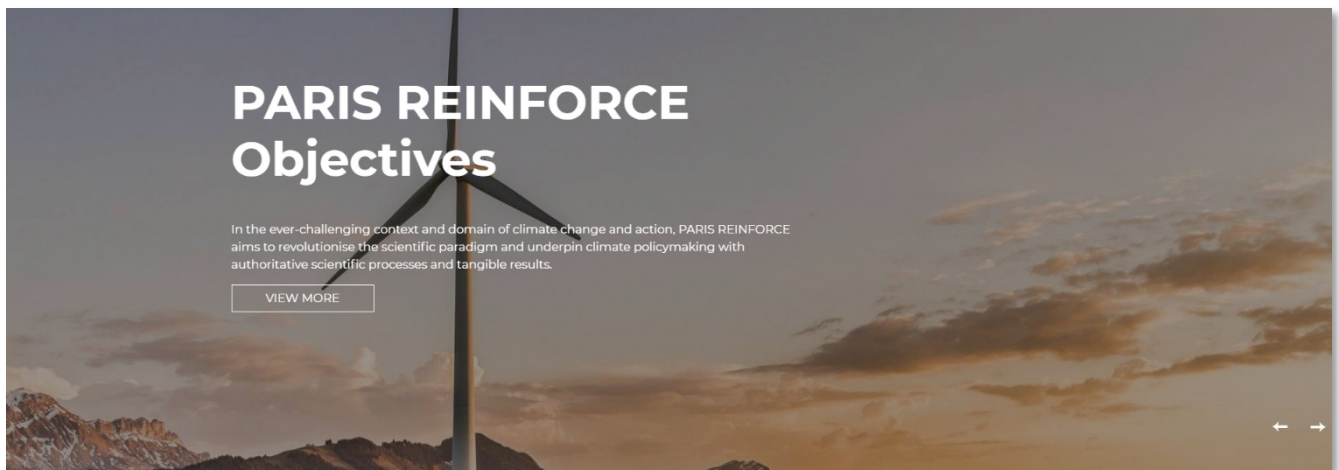 PARIS REINFORCE
Objectives
In the ever-challenging context and domain of climate change and action, PARIS REINFORCE
aims to revolutionise the scientific paradigm and underpin climate policymaking with
authoritative scientific processes and tangible results.
VIEW MORE